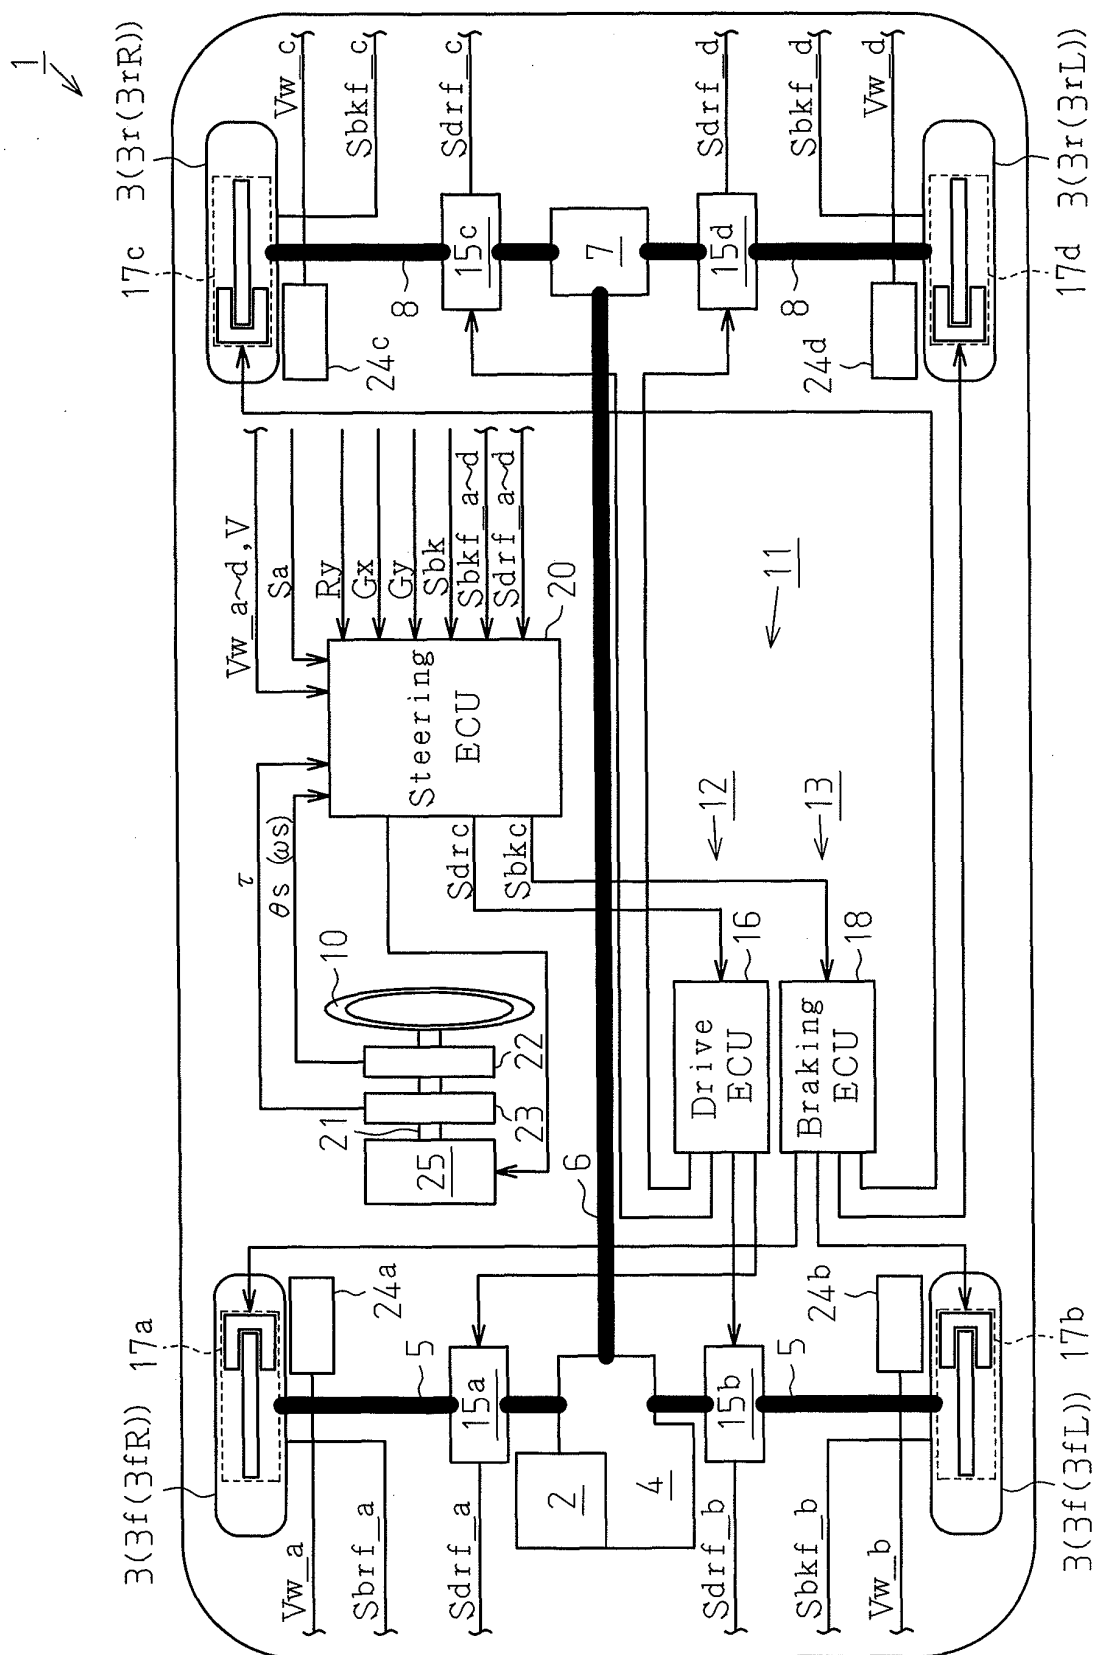 1
3(3f(3fR))
17a
17c
3(3r(3rR))
τ
Vw_a~d,V
Vw_a
θs (ωs)
Sa
Vw_c
Ry
10
21
Sbrf_a
24a
Gx
24c
Sbkf_c
Gy
5
25
Steering
ECU
8
Sdrf_a
15a
Sdrc
Sbk
15c
Sdrf_c
23
22
Sbkc
Sbkf_a~d
Sdrf_a~d
20
2
6
7
4
Sdrf_b
15b
Drive
ECU
12
15d
Sdrf_d
16
11
5
8
Sbkf_b
24b
Braking
ECU
13
24d
Sbkf_d
18
Vw_b
Vw_d
3(3f(3fL))
17b
17d
3(3r(3rL))